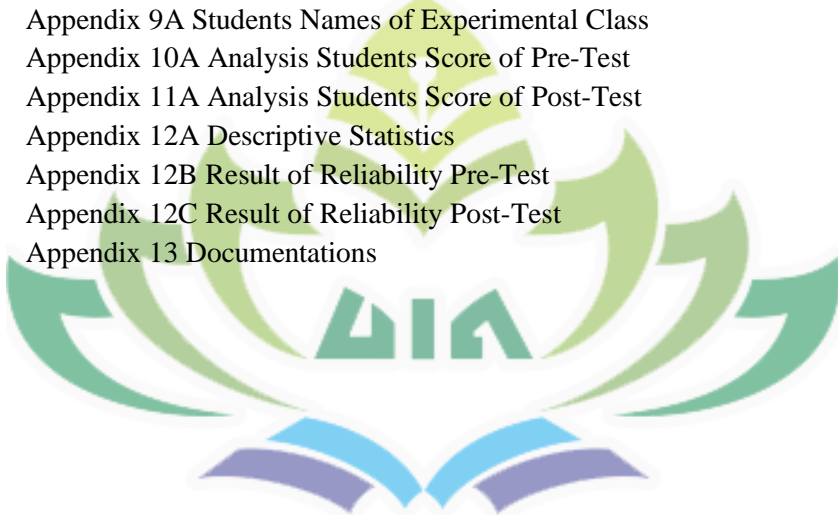 Appendix 9A Students Names of Experimental Class
Appendix 10A Analysis Students Score of Pre-Test
Appendix 11A Analysis Students Score of Post-Test
Appendix 12A Descriptive Statistics
Appendix 12B Result of Reliability Pre-Test
Appendix 12C Result of Reliability Post-Test
Appendix 13 Documentations